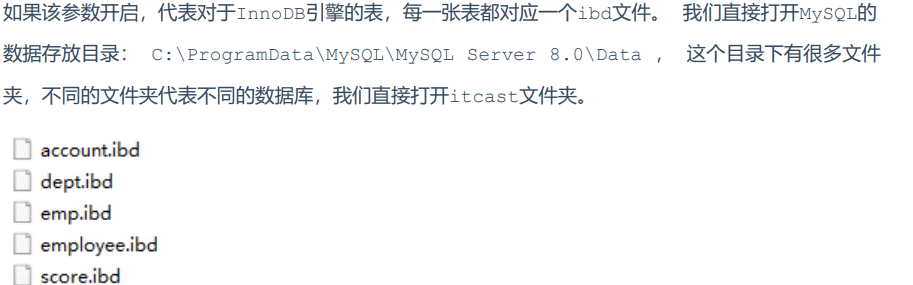 如果该参数开启，代表对于InnoDB引擎的表，每一张表都对应一个ibd文件。 我们直接打开MySQL的
数据存放目录： C:\ProgramData\MySQL\MySQL Server 8.0\Data ， 这个目录下有很多文件
夹，不同的文件夹代表不同的数据库，我们直接打开itcast文件夹。
account.ibd
dept.ibd
emp.ibd
employee.ibd
score.ibd